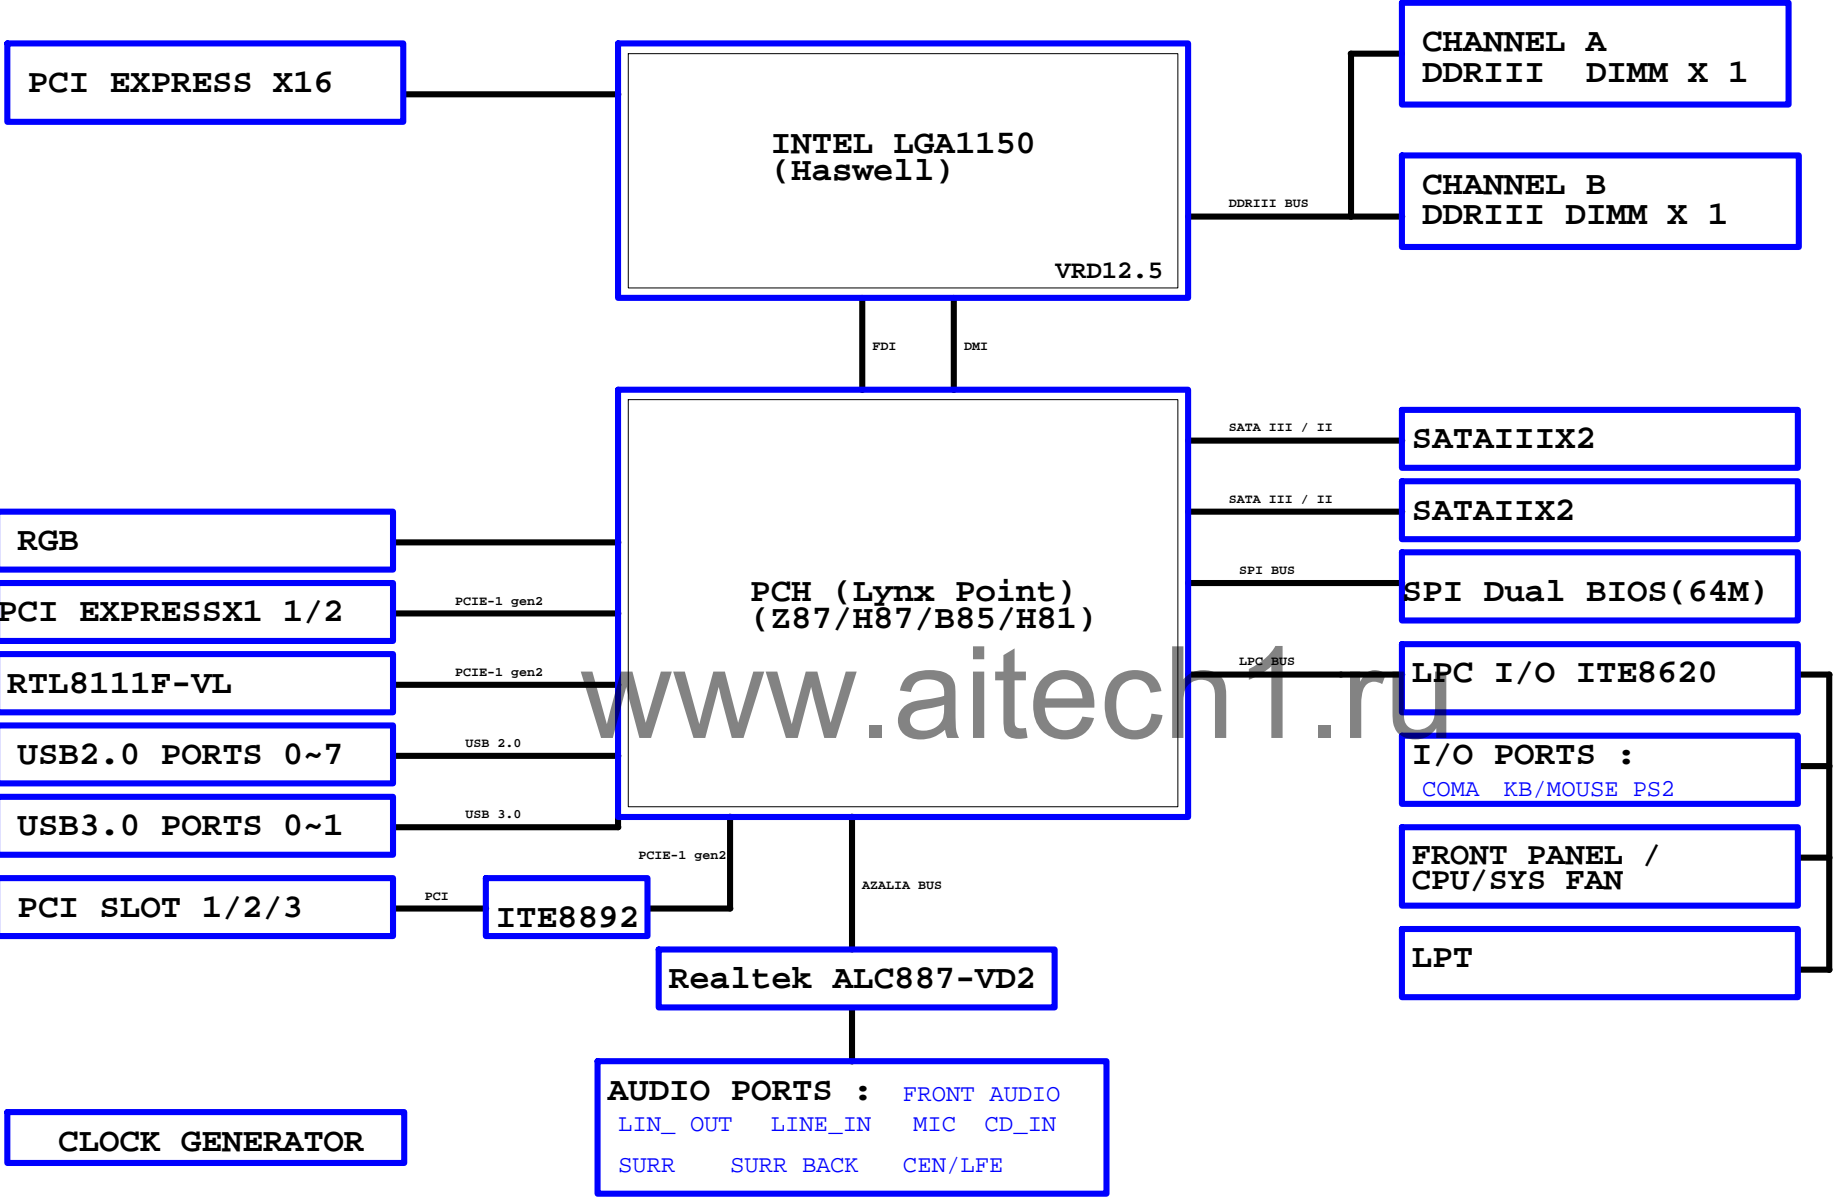 PCI EXPRESS X16
INTEL LGA1150
(Haswell)
VRD12.5
DDRIII BUS
CHANNEL A
DDRIII DIMM X 1
CHANNEL B
DDRIII DIMM X 1
FDI
DMI
PCH (Lynx Point)
(Z87/H87/B85/H81)
RGB
PCI EXPRESSX1 1/2
PCIE-1 gen2
RTL8111F-VL
PCIE-1 gen2
USB2.0 PORTS 0~7
USB 2.0
USB3.0 PORTS 0~1
USB 3.0
PCI SLOT 1/2/3
PCI
ITE8892
PCIE-1 gen2
AZALIA BUS
SATA III / II
SATAIIIX2
SATA III / II
SATAIIX2
SPI BUS
SPI Dual BIOS(64M)
LPC BUS
LPC I/O ITE8620
www.aitech1.ru
I/O PORTS :
COMA KB/MOUSE PS2
FRONT PANEL /
CPU/SYS FAN
LPT
Realtek ALC887-VD2
AUDIO PORTS : FRONT AUDIO
LIN_ OUT LINE_IN MIC CD_IN
SURR SURR BACK CEN/LFE
CLOCK GENERATOR